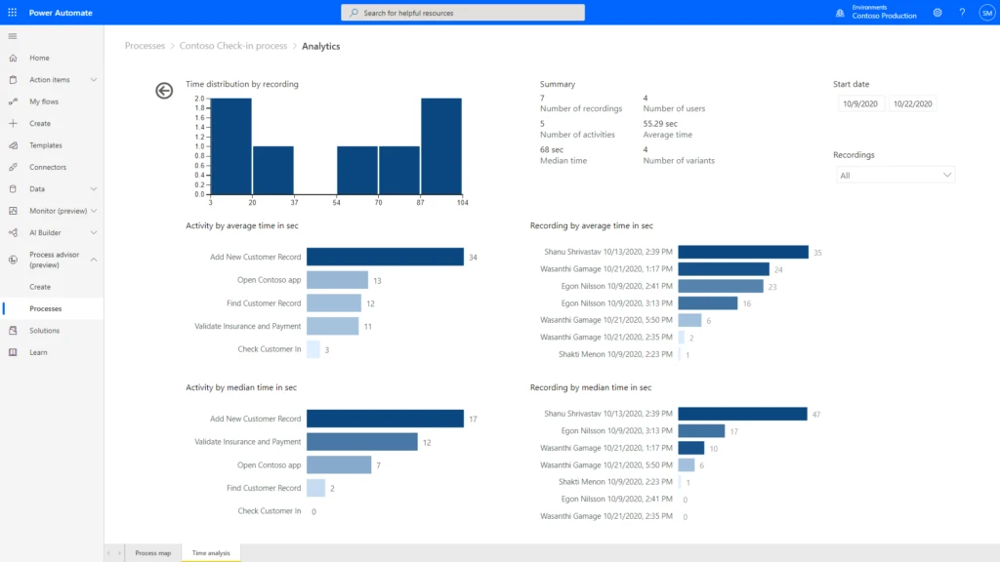 Power Automate
Search for helpful resources
Environments
Contoso Production
?
SM
Home
Action items
My flows
Create
Templates
Connectors
Data
Monitor (preview)
AI Builder
Process advisor
(preview)
Create
Processes
Solutions
Learn
Processes > Contoso Check-in process > Analytics
Time distribution by recording
2.0
1.8
1.6
1.4
1.2
1.0
0.8
0.6
0.4
0.2
0.0
3 20 37 54 70 87 104
Summary
7
Number of recordings
4
Number of users
5
Number of activities
55.29 sec
Average time
68 sec
Median time
4
Number of variants
Start date
10/9/2020 10/22/2020
Recordings
All
Activity by average time in sec
Add New Customer Record 34
Open Contoso app 13
Find Customer Record 12
Validate Insurance and Payment 11
Check Customer In 3
Recording by average time in sec
Shanu Shrivastav 10/13/2020, 2:39 PM 35
Wasanthi Gamage 10/21/2020, 1:17 PM 24
Egon Nilsson 10/9/2020, 2:41 PM 23
Egon Nilsson 10/9/2020, 3:13 PM 16
Wasanthi Gamage 10/21/2020, 5:50 PM 6
Wasanthi Gamage 10/21/2020, 2:35 PM 2
Shakti Menon 10/9/2020, 2:23 PM 1
Activity by median time in sec
Add New Customer Record 17
Validate Insurance and Payment 12
Open Contoso app 7
Find Customer Record 2
Check Customer In 0
Recording by median time in sec
Shanu Shrivastav 10/13/2020, 2:39 PM 47
Egon Nilsson 10/9/2020, 3:13 PM 17
Wasanthi Gamage 10/21/2020, 1:17 PM 10
Wasanthi Gamage 10/21/2020, 5:50 PM 6
Shakti Menon 10/9/2020, 2:23 PM 1
Egon Nilsson 10/9/2020, 2:41 PM 0
Wasanthi Gamage 10/21/2020, 2:35 PM 0
Process map
Time analysis